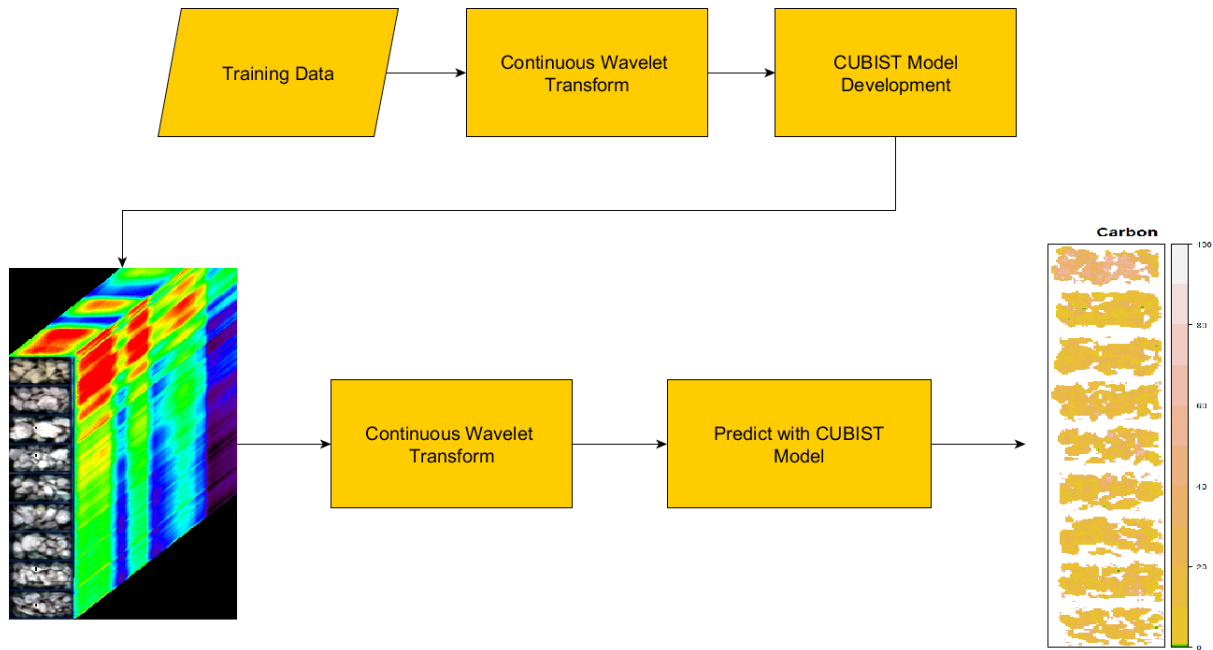 Training Data
Continuous Wavelet
Transform
CUBIST Model
Development
Continuous Wavelet
Transform
Predict with CUBIST
Model
Carbon
100
80
60
40
20
0